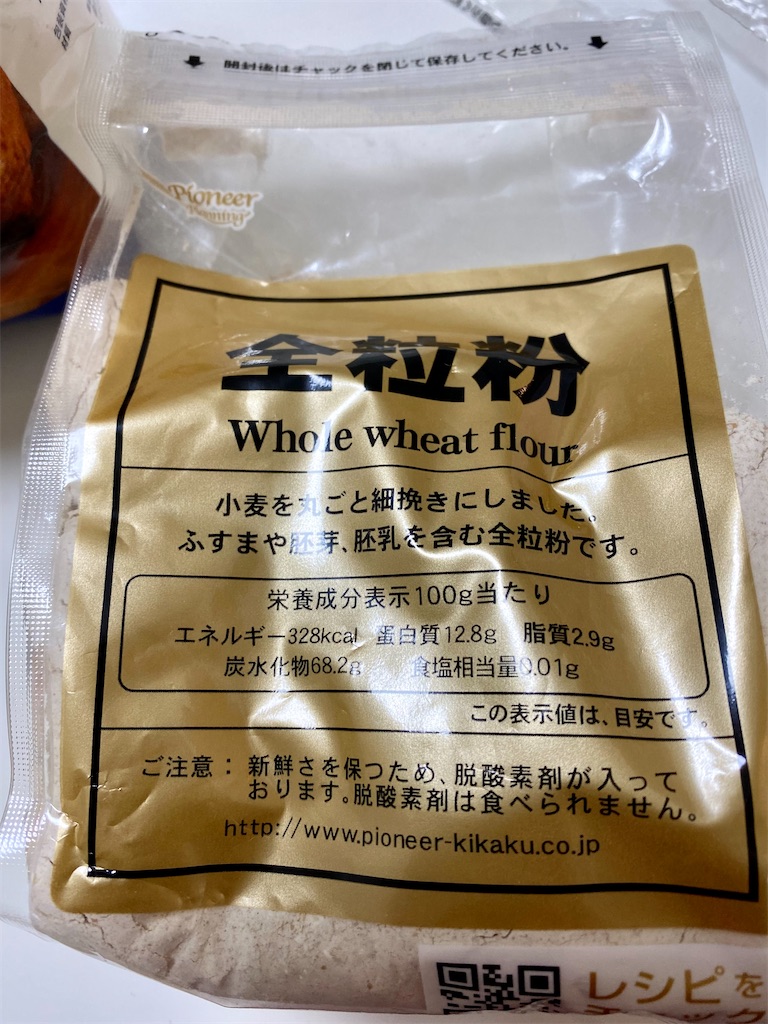 開封後はチャックを閉じて保存してください。
Pioneer
Planning
全粒粉
Whole wheat flour
小麦を丸ごと細挽きにしました。
ふすまや胚芽、胚乳を含む全粒粉です。
栄養成分表示100g当たり
エネルギー328kcal 蛋白質12.8g 脂質2.9g
炭水化物68.2g 食塩相当量0.01g
この表示値は、目安です。
ご注意：新鮮さを保つため、脱酸素剤が入って
おります。脱酸素剤は食べられません。
http://www.pioneer-kikaku.co.jp
レシピを
チェック